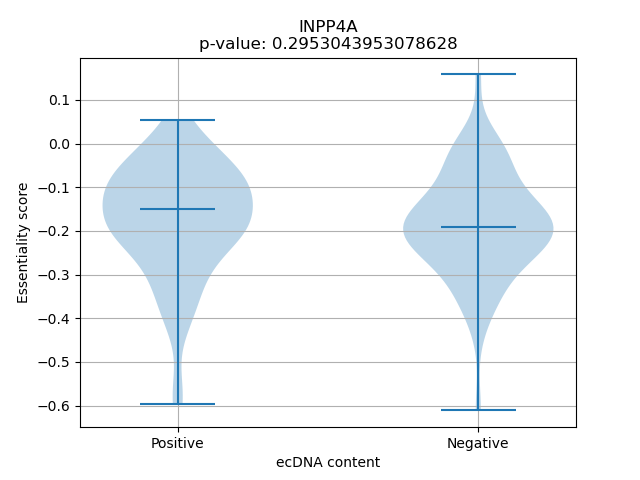 INPP4A
p-value: 0.2953043953078628
0.1
0.0
−0.1
−0.2
−0.3
−0.4
−0.5
−0.6
Essentiality score
Positive
Negative
ecDNA content